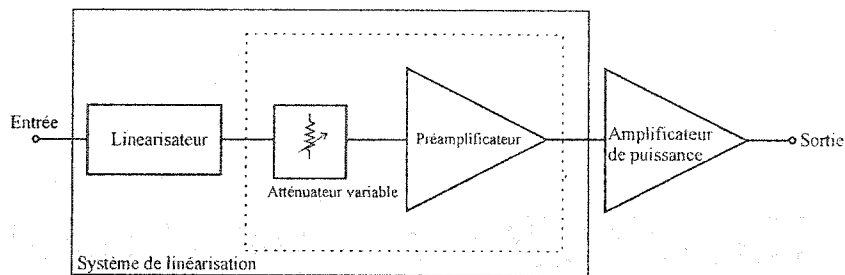 Entrée
Linearisateur
Atténuateur variable
Préamplificateur
Amplificateur
de puissance
Sortie
Système de linéarisation